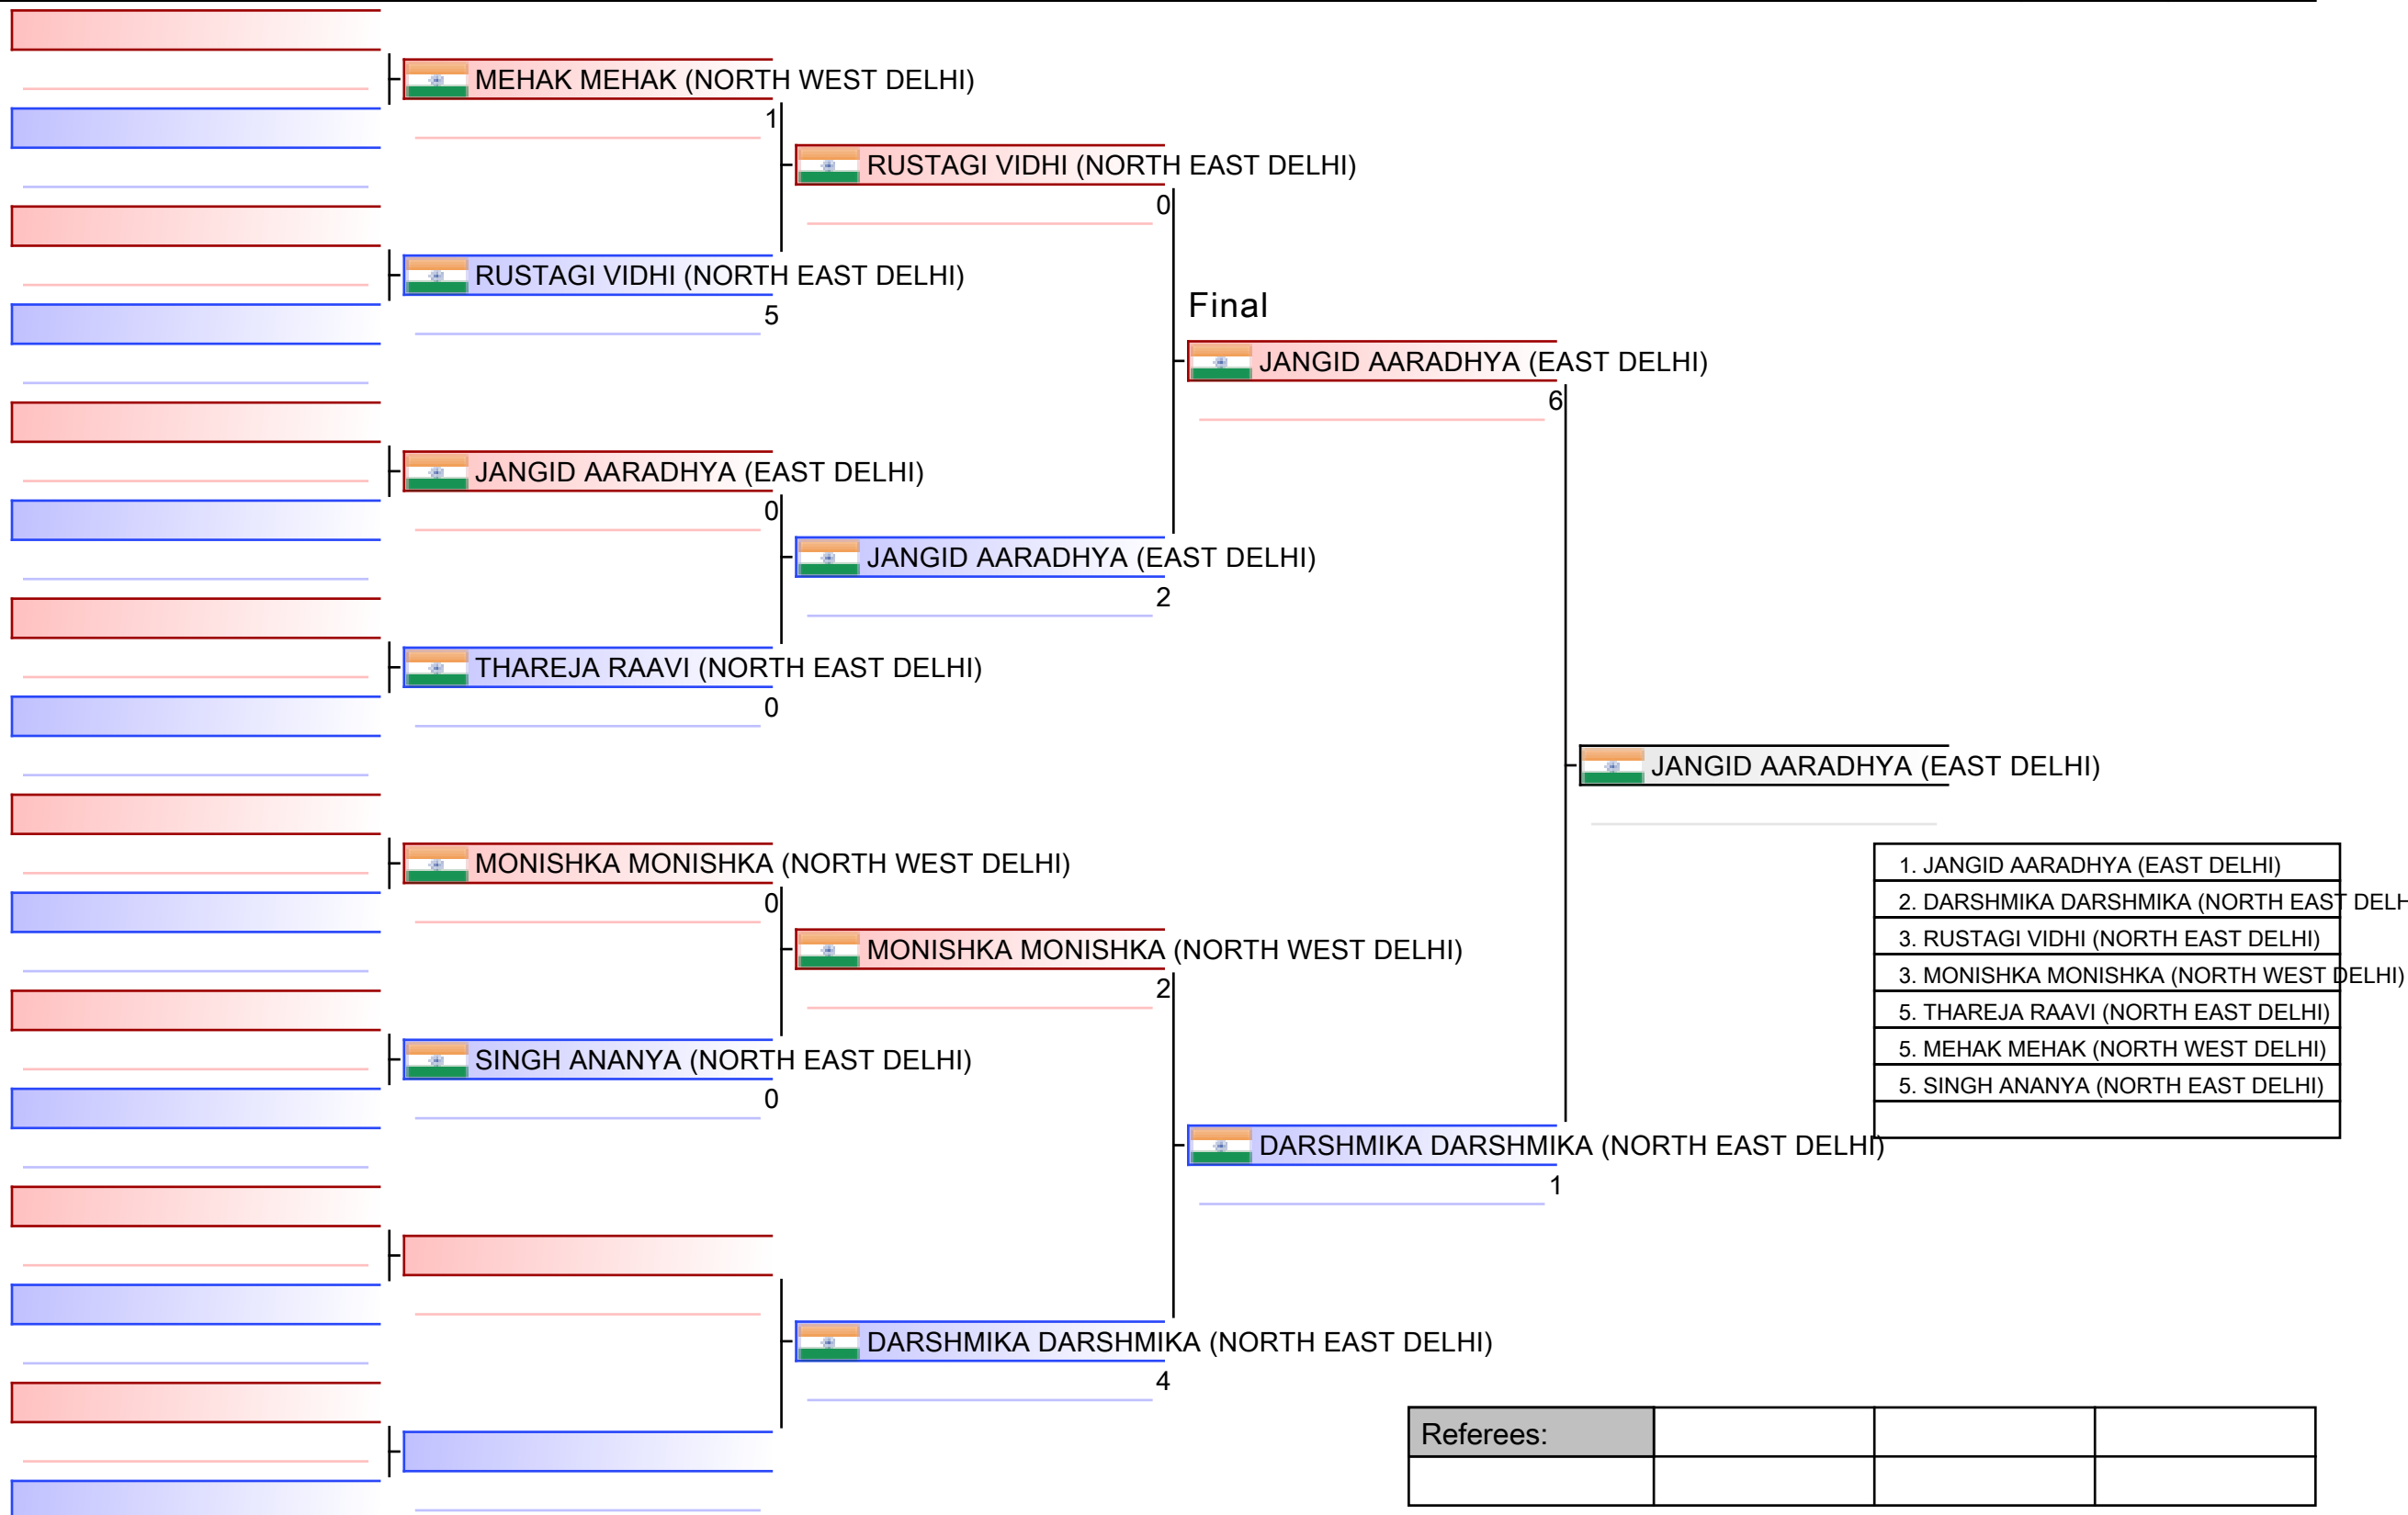 MEHAK MEHAK (NORTH WEST DELHI)
1
RUSTAGI VIDHI (NORTH EAST DELHI)
0
RUSTAGI VIDHI (NORTH EAST DELHI)
5
Final
JANGID AARADHYA (EAST DELHI)
6
JANGID AARADHYA (EAST DELHI)
0
JANGID AARADHYA (EAST DELHI)
2
THAREJA RAAVI (NORTH EAST DELHI)
0
JANGID AARADHYA (EAST DELHI)
MONISHKA MONISHKA (NORTH WEST DELHI)
0
MONISHKA MONISHKA (NORTH WEST DELHI)
2
SINGH ANANYA (NORTH EAST DELHI)
0
1. JANGID AARADHYA (EAST DELHI)
2. DARSHMIKA DARSHMIKA (NORTH EAST DELH
3. RUSTAGI VIDHI (NORTH EAST DELHI)
3. MONISHKA MONISHKA (NORTH WEST DELHI)
5. THAREJA RAAVI (NORTH EAST DELHI)
5. MEHAK MEHAK (NORTH WEST DELHI)
5. SINGH ANANYA (NORTH EAST DELHI)
DARSHMIKA DARSHMIKA (NORTH EAST DELHI)
1
DARSHMIKA DARSHMIKA (NORTH EAST DELHI)
4
Referees: